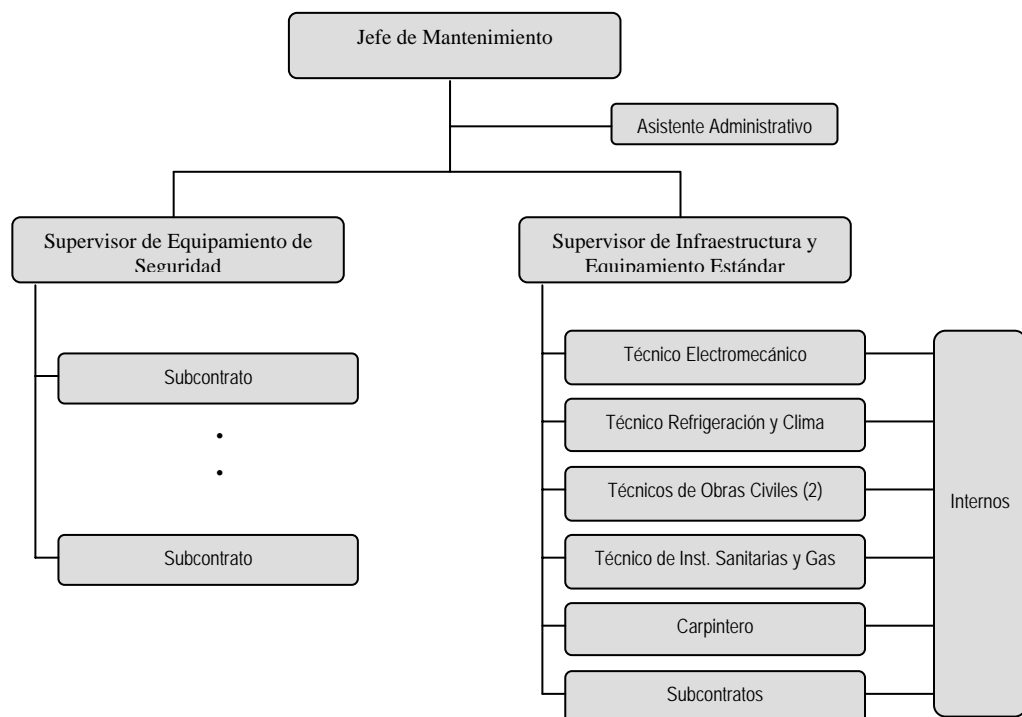 Jefe de Mantenimiento
Asistente Administrativo
Supervisor de Equipamiento de
Seguridad
Supervisor de Infraestructura y
Equipamiento Estándar
Subcontrato
Subcontrato
Técnico Electromecánico
Técnico Refrigeración y Clima
Técnicos de Obras Civiles (2)
Técnico de Inst. Sanitarias y Gas
Carpintero
Subcontratos
Internos